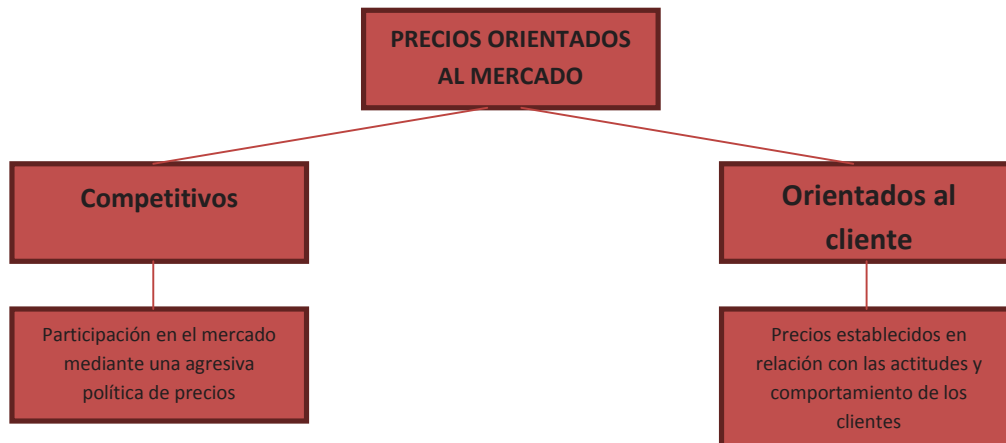 PRECIOS ORIENTADOS
AL MERCADO
Competitivos
Orientados al
cliente
Participación en el mercado
mediante una agresiva
política de precios
Precios establecidos en
relación con las actitudes y
comportamiento de los
clientes